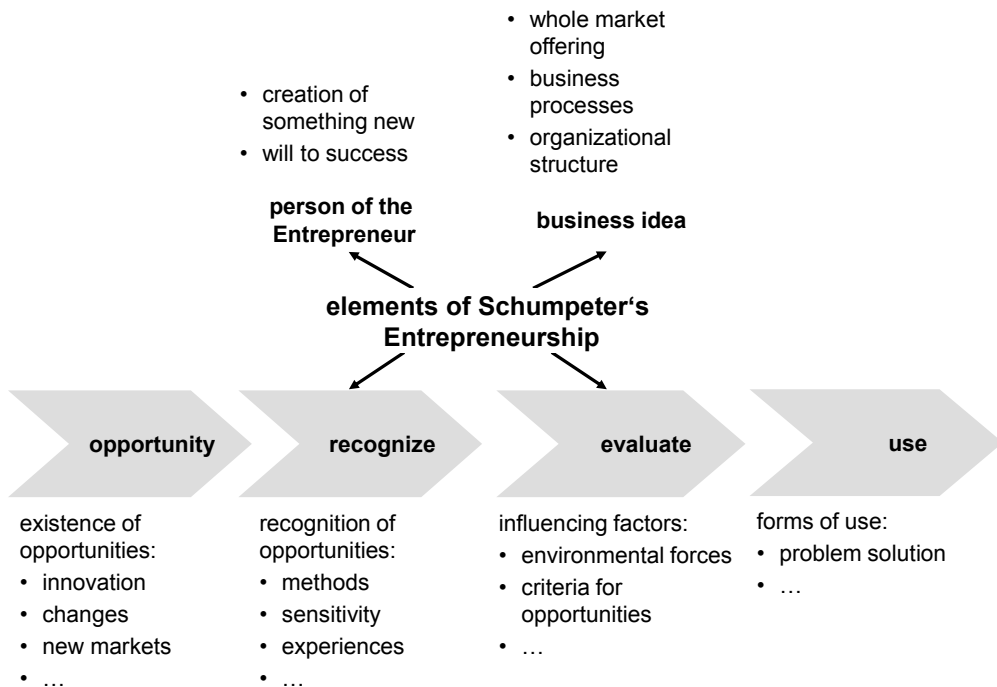 • creation of
something new
• will to success
person of the
Entrepreneur
• whole market
offering
• business
processes
• organizational
structure
business idea
elements of Schumpeter‘s
Entrepreneurship
opportunity
recognize
evaluate
use
existence of
opportunities:
• innovation
• changes
• new markets
• …
recognition of
opportunities:
• methods
• sensitivity
• experiences
• …
influencing factors:
• environmental forces
• criteria for
opportunities
• …
forms of use:
• problem solution
• …